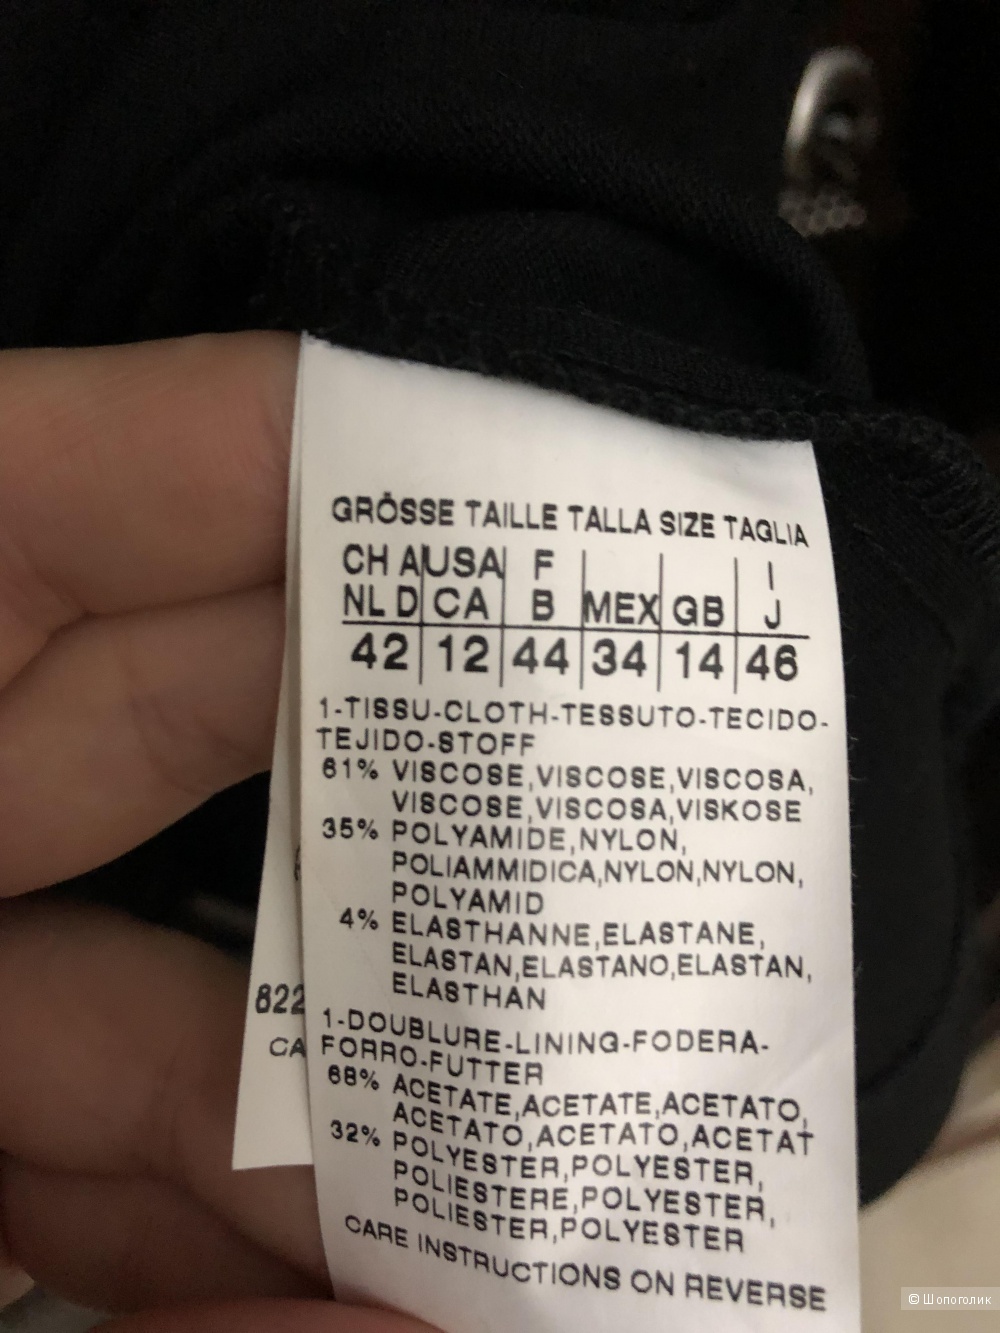 GRÖSSE TAILLE TALLA SIZE TAGLIA
CH A USA F I
NL D CA B MEX GB J
42 12 44 34 14 46
1-TISSU-CLOTH-TESSUTO-TECIDO-
TEJIDO-STOFF
61% VISCOSE,VISCOSE,VISCOSA,
VISCOSE,VISCOSA,VISKOSE
35% POLYAMIDE,NYLON,
POLIAMMIDICA,NYLON,NYLON,
POLYAMID
4% ELASTHANNE,ELASTANE,
ELASTAN,ELASTANO,ELASTAN,
ELASTHAN
1-DOUBLURE-LINING-FODERA-
FORRO-FUTTER
68% ACETATE,ACETATE,ACETATO,
ACETATO,ACETATO,ACETAT
32% POLYESTER,POLYESTER,
POLIESTERE,POLYESTER,
POLIESTER,POLYESTER
CARE INSTRUCTIONS ON REVERSE
822
CA
© Шопоголик